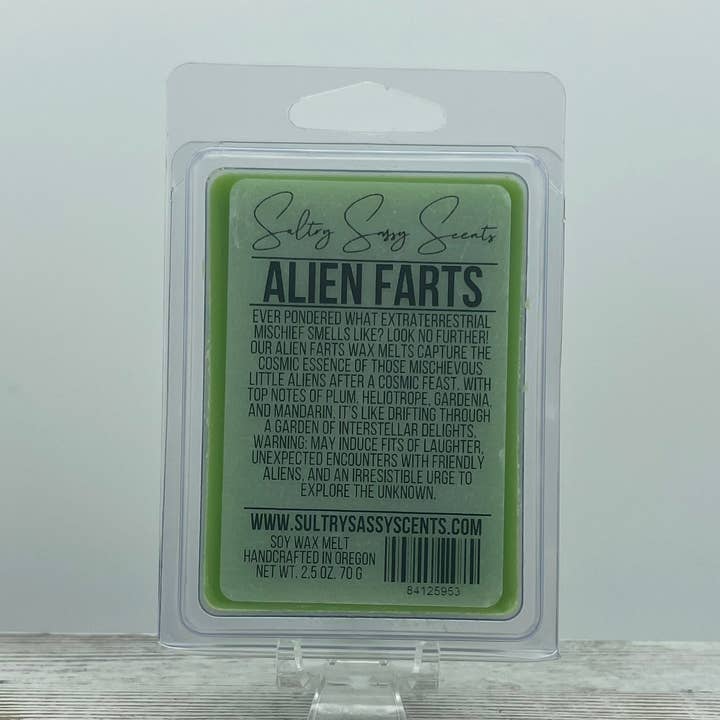 Sultry Sassy Scents
ALIEN FARTS
EVER PONDERED WHAT EXTRATERRESTRIAL
MISCHIEF SMELLS LIKE? LOOK NO FURTHER!
OUR ALIEN FARTS WAX MELTS CAPTURE THE
COSMIC ESSENCE OF THOSE MISCHIEVOUS
LITTLE ALIENS AFTER A COSMIC FEAST. WITH
TOP NOTES OF PLUM, HELIOTROPE, GARDENIA,
AND MANDARIN, IT'S LIKE DRIFTING THROUGH
A GARDEN OF INTERSTELLAR DELIGHTS.
WARNING: MAY INDUCE FITS OF LAUGHTER,
UNEXPECTED ENCOUNTERS WITH FRIENDLY
ALIENS, AND AN IRRESISTIBLE URGE TO
EXPLORE THE UNKNOWN.
WWW.SULTRYSASSYSCENTS.COM
SOY WAX MELT
HANDCRAFTED IN OREGON
NET WT. 2.5 OZ. 70 G
84125953